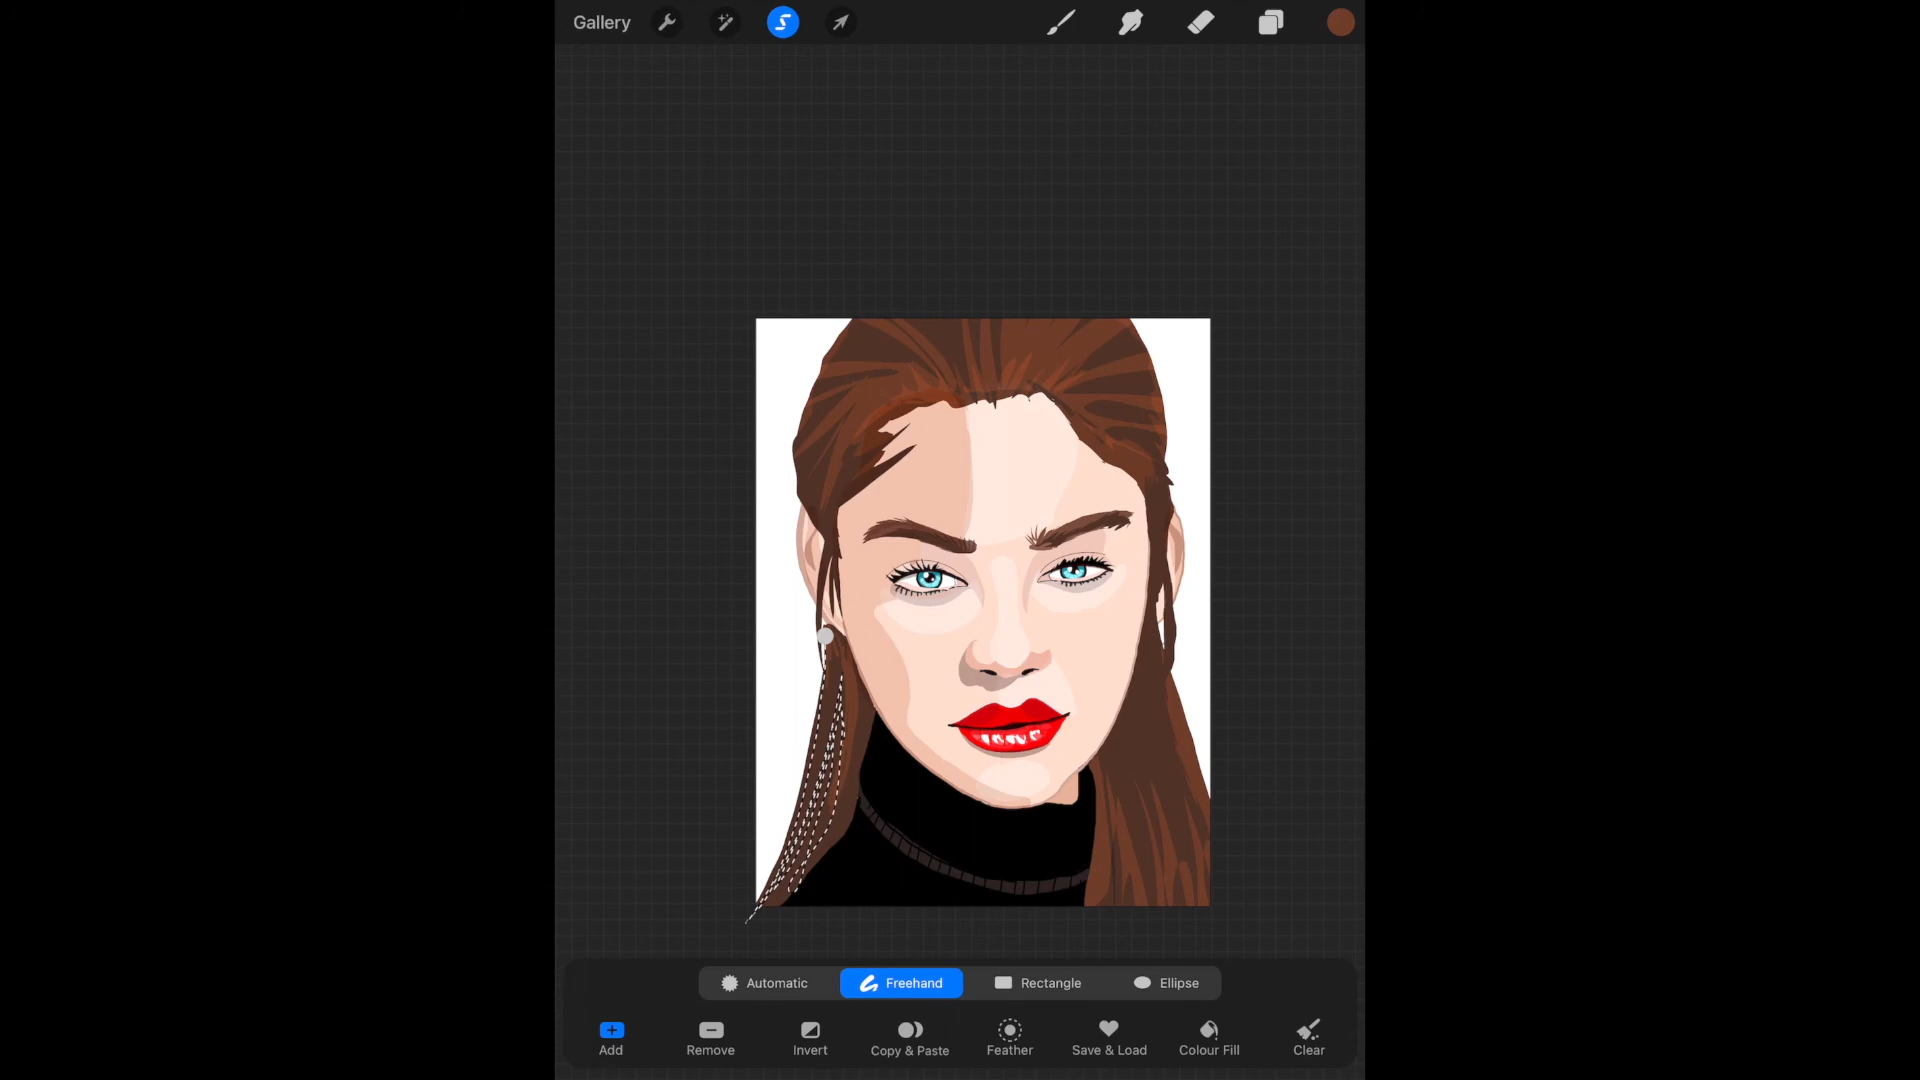 Gallery
Automatic Freehand Rectangle Ellipse
Add Remove Invert Copy & Paste Feather Save & Load Colour Fill Clear